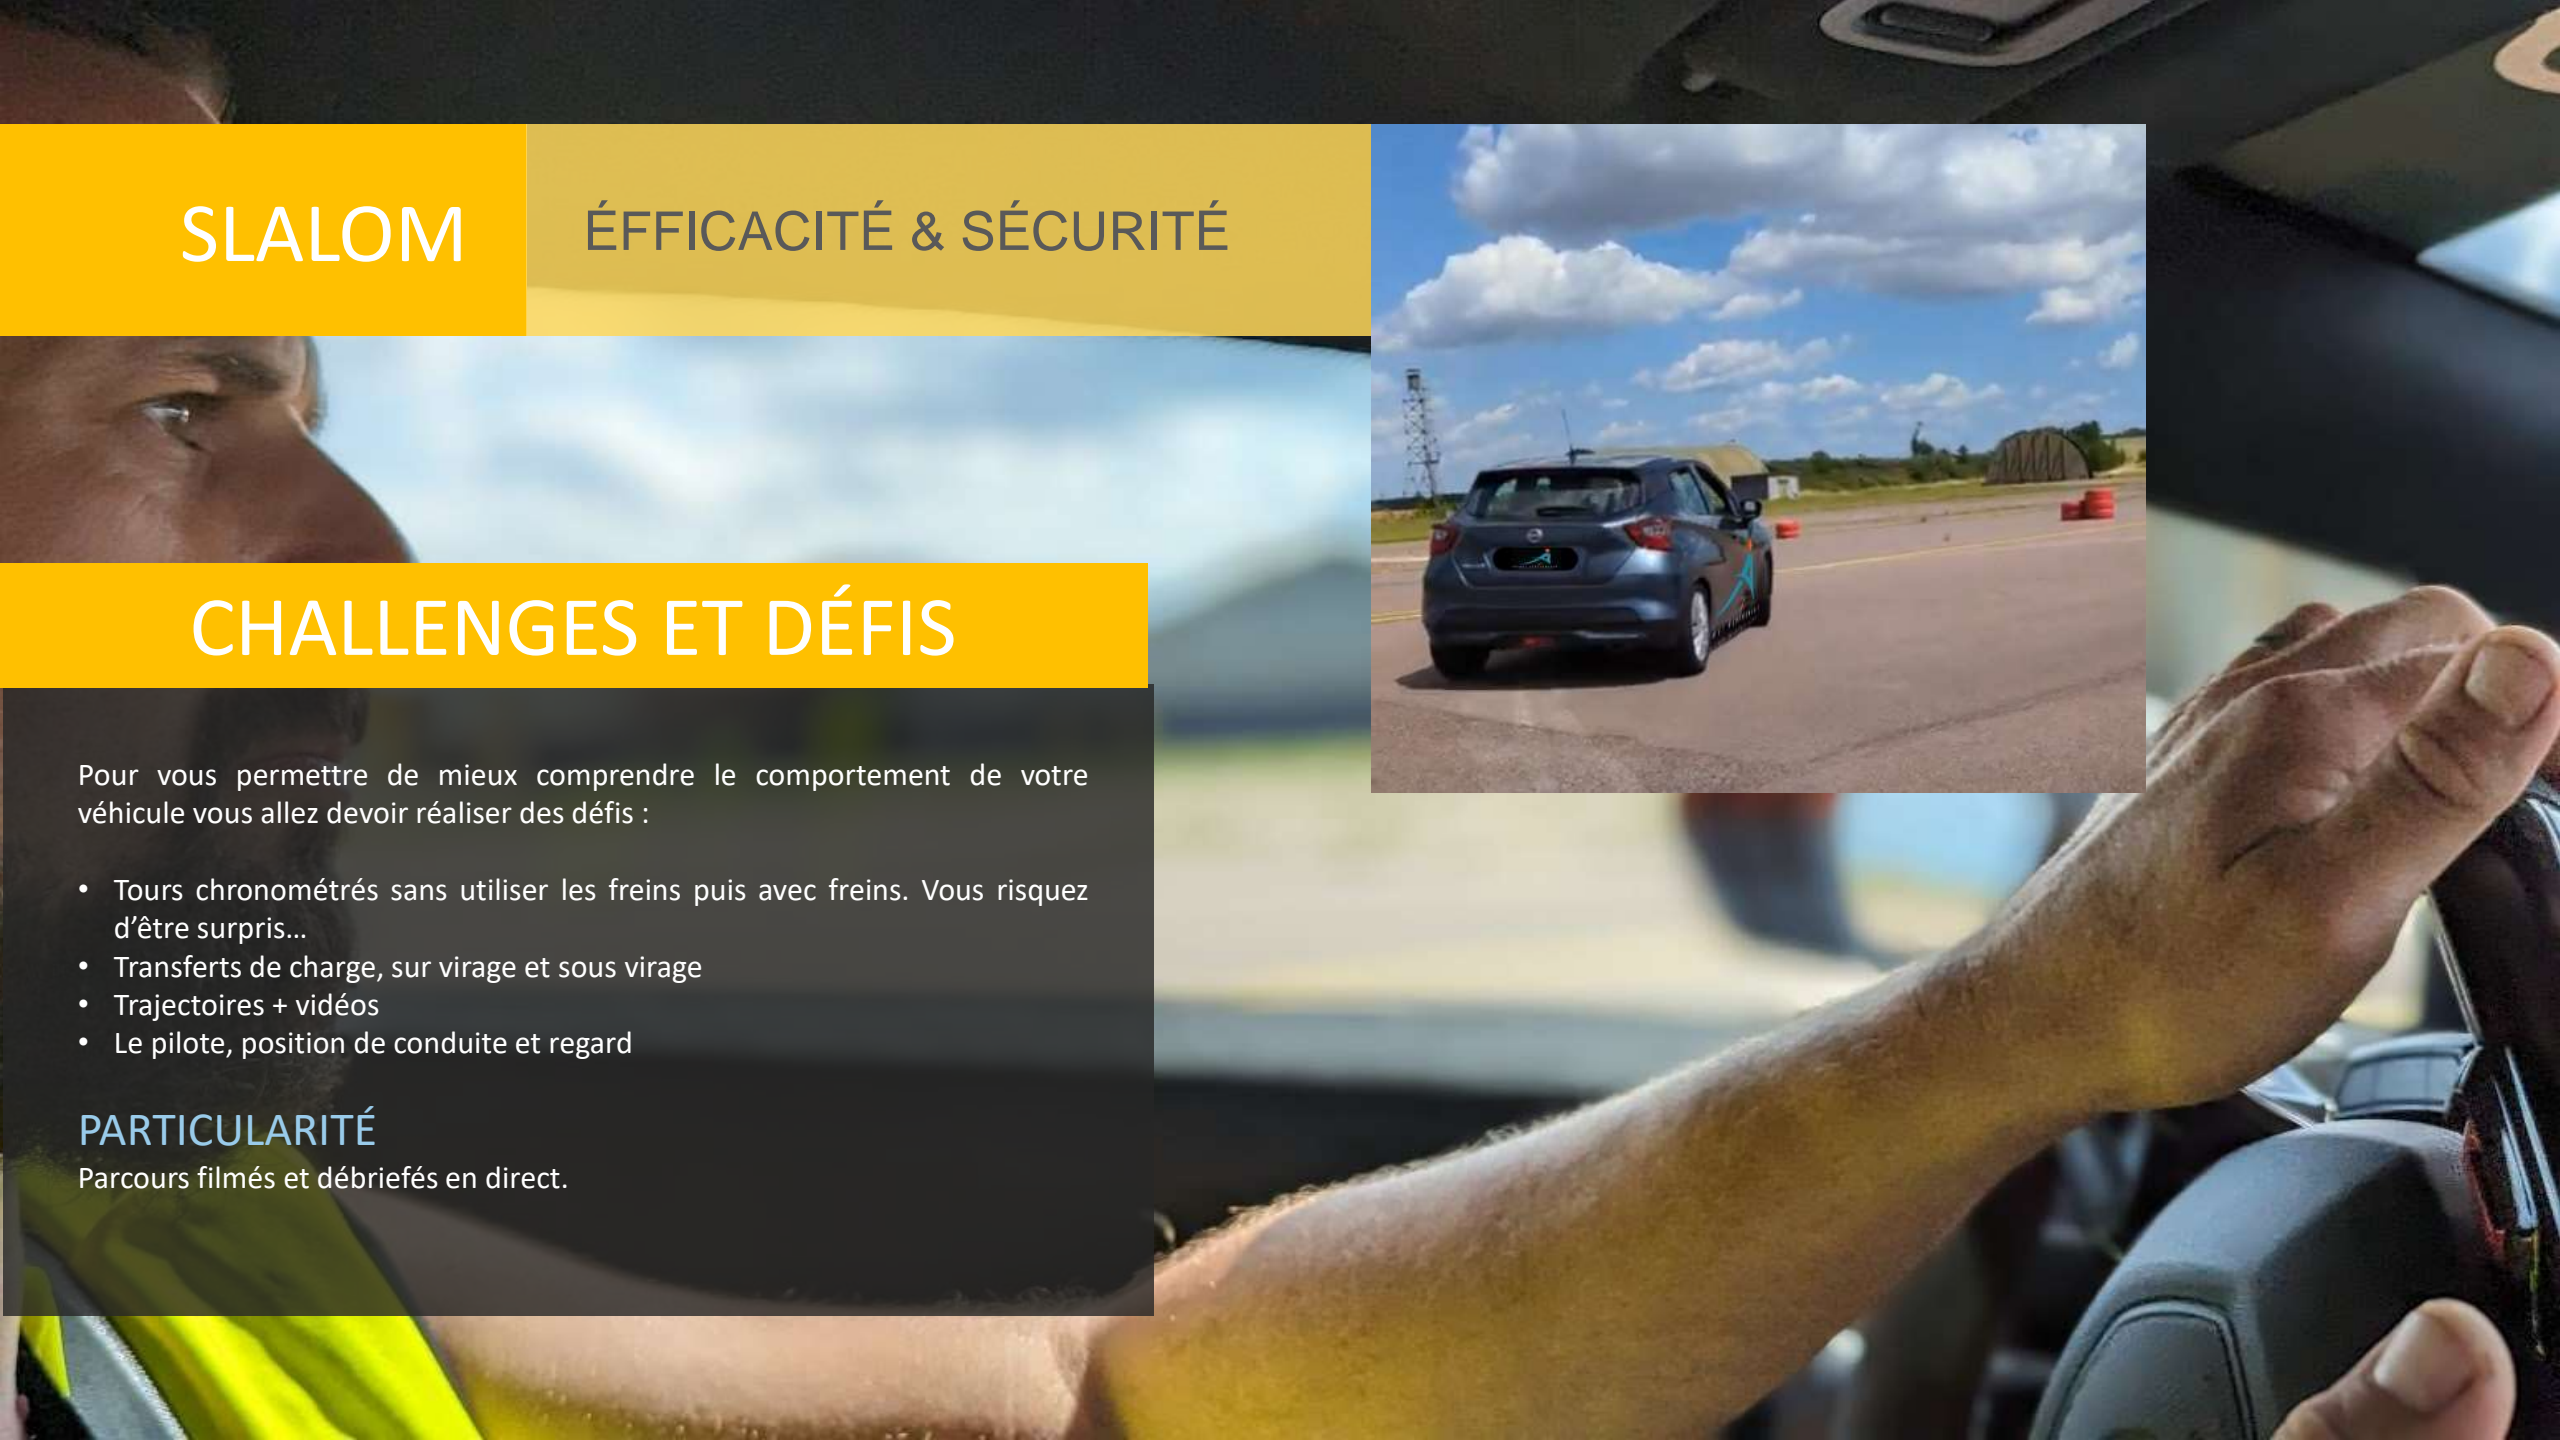 SLALOM
ÉFFICACITÉ & SÉCURITÉ
CHALLENGES ET DÉFIS
Pour vous permettre de mieux comprendre le comportement de votre
véhicule vous allez devoir réaliser des défis :
• Tours chronométrés sans utiliser les freins puis avec freins. Vous risquez
d’être surpris…
• Transferts de charge, sur virage et sous virage
• Trajectoires + vidéos
• Le pilote, position de conduite et regard
PARTICULARITÉ
Parcours filmés et débriefés en direct.